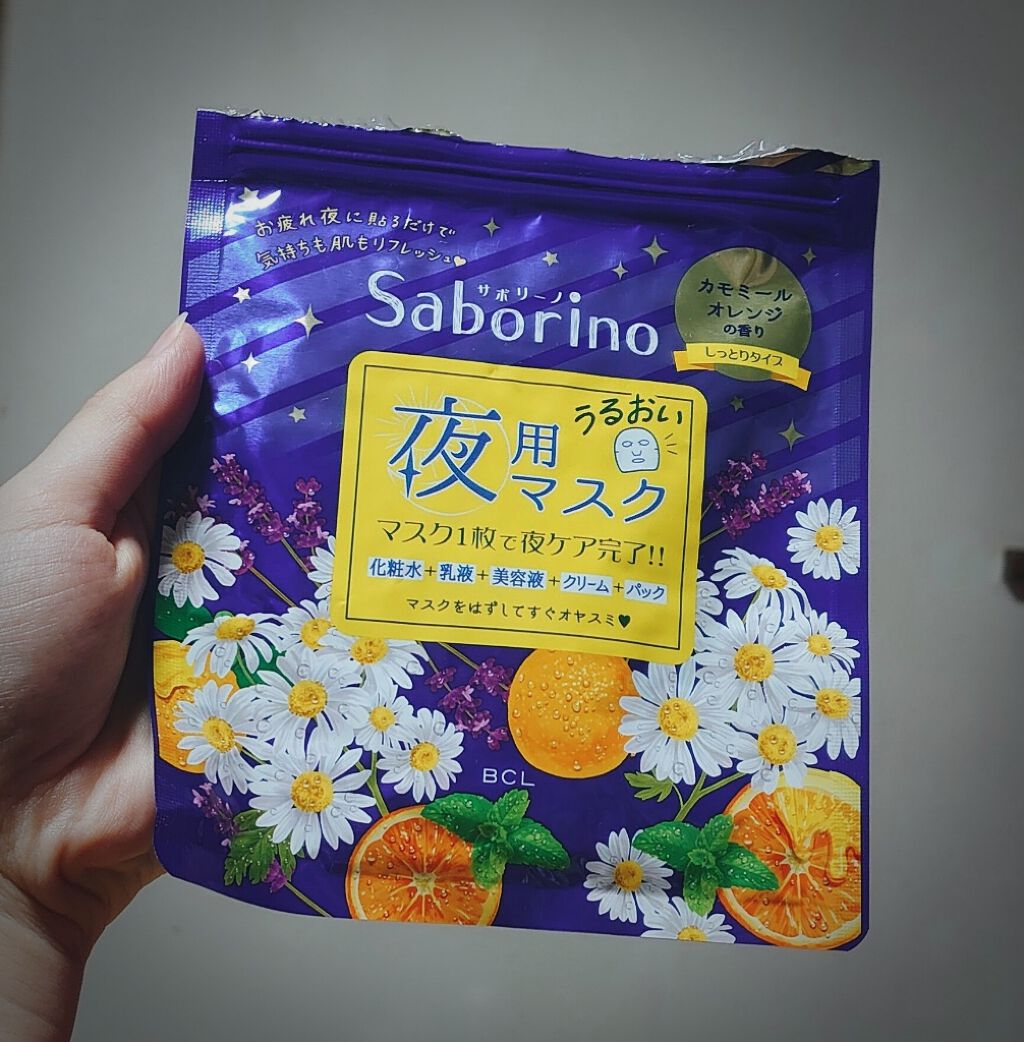 お疲れ夜に貼るだけで
気持ちも肌もリフレッシュ
サボリーノ
Saborino
カモミール
オレンジ
の香り
しっとりタイプ
うるおい
夜用
マスク
マスク1枚で夜ケア完了!!
化粧水+乳液+美容液+クリーム+パック
マスクをはずしてすぐオヤスミ♥
BCL